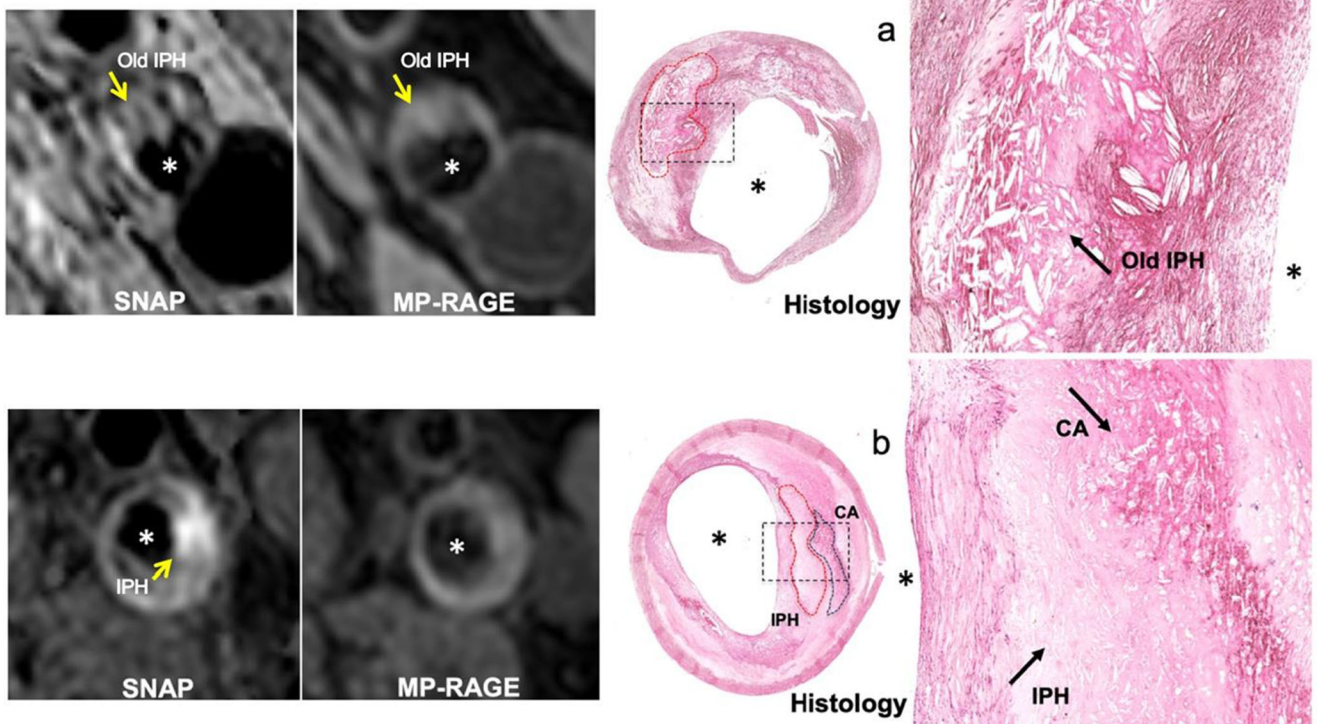 Old IPH
*
SNAP
Old IPH
*
MP-RAGE
*
Histology
a
Old IPH
*
*
IPH
SNAP
*
MP-RAGE
*
CA
IPH
Histology
b
*
CA
IPH